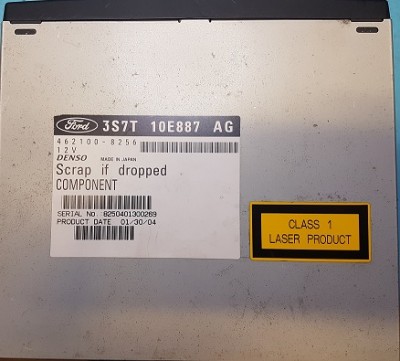 Ford 3S7T 10E887 AG
462100-8256
12V
DENSO MADE IN JAPAN
Scrap if dropped
COMPONENT
SERIAL No. 8250401300289
PRODUCT DATE 01/30/04
CLASS 1
LASER PRODUCT